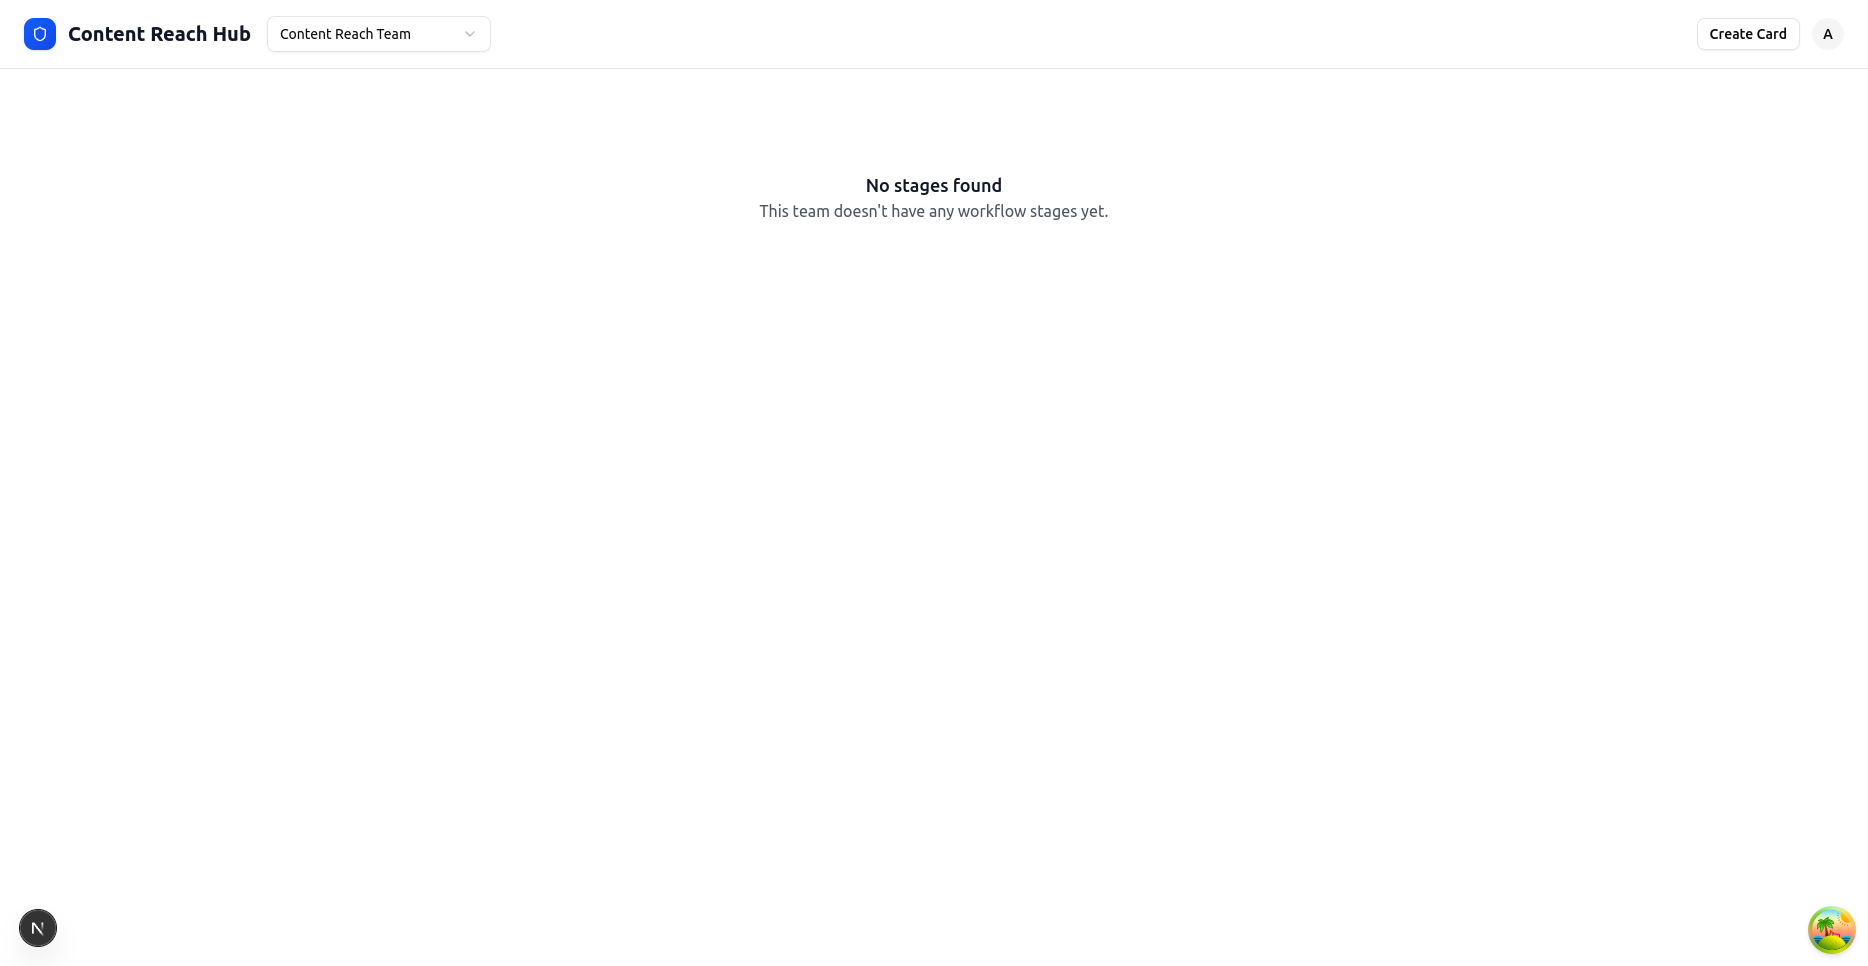 Content Reach Hub
Content Reach Team
Create Card
A
No stages found
This team doesn't have any workflow stages yet.
N